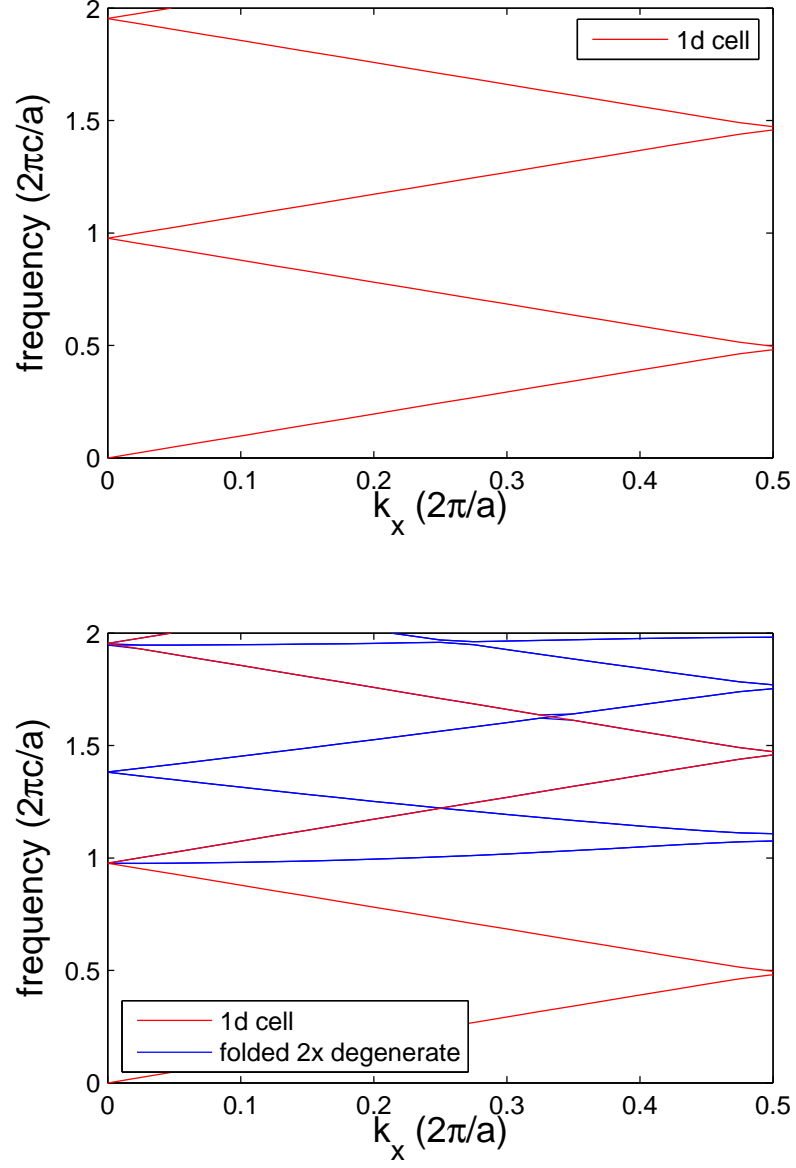 2
1d cell
1.5
frequency (2πc/a)
1
0.5
0
0 0.1 0.2 0.3 0.4 0.5
k_x (2π/a)
2
1.5
frequency (2πc/a)
1
0.5
1d cell
folded 2x degenerate
0
0 0.1 0.2 0.3 0.4 0.5
k_x (2π/a)